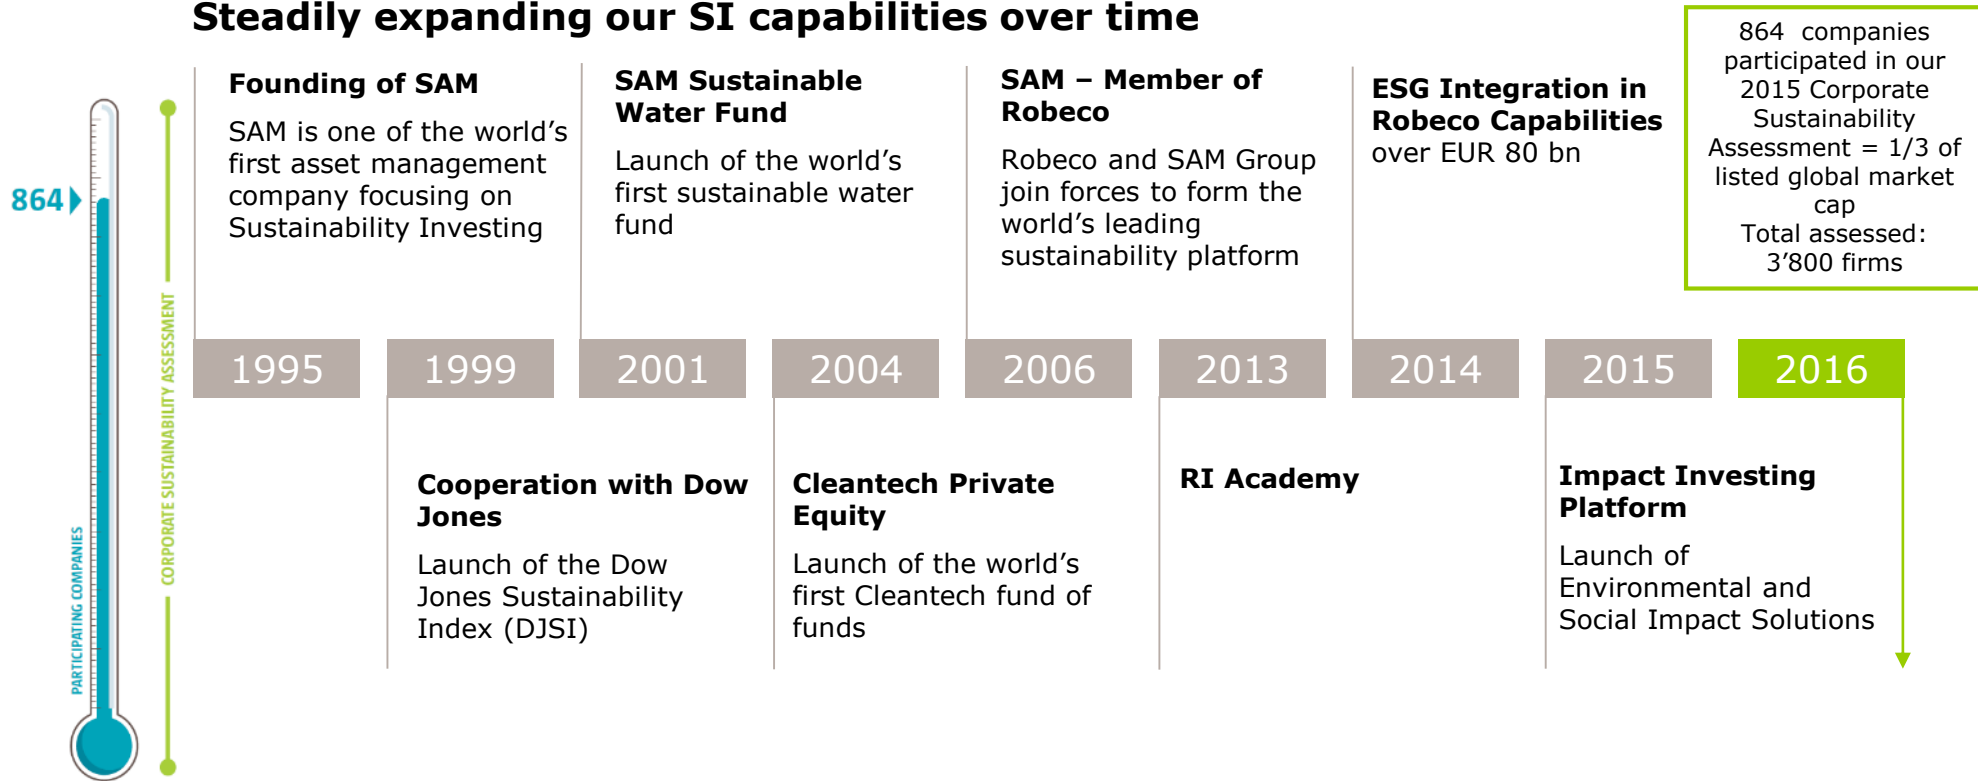 Steadily expanding our SI capabilities over time
864 companies
participated in our
2015 Corporate
Sustainability
Assessment = 1/3 of
listed global market
cap
Total assessed:
3’800 firms
Founding of SAM
SAM is one of the world’s
first asset management
company focusing on
Sustainability Investing
SAM Sustainable
Water Fund
Launch of the world’s
first sustainable water
fund
SAM – Member of
Robeco
Robeco and SAM Group
join forces to form the
world’s leading
sustainability platform
ESG Integration in
Robeco Capabilities
over EUR 80 bn
864
PARTICIPATING COMPANIES
CORPORATE SUSTAINABILITY ASSESSMENT
1995
1999
2001
2004
2006
2013
2014
2015
2016
Cooperation with Dow
Jones
Launch of the Dow
Jones Sustainability
Index (DJSI)
Cleantech Private
Equity
Launch of the world’s
first Cleantech fund of
funds
RI Academy
Impact Investing
Platform
Launch of
Environmental and
Social Impact Solutions